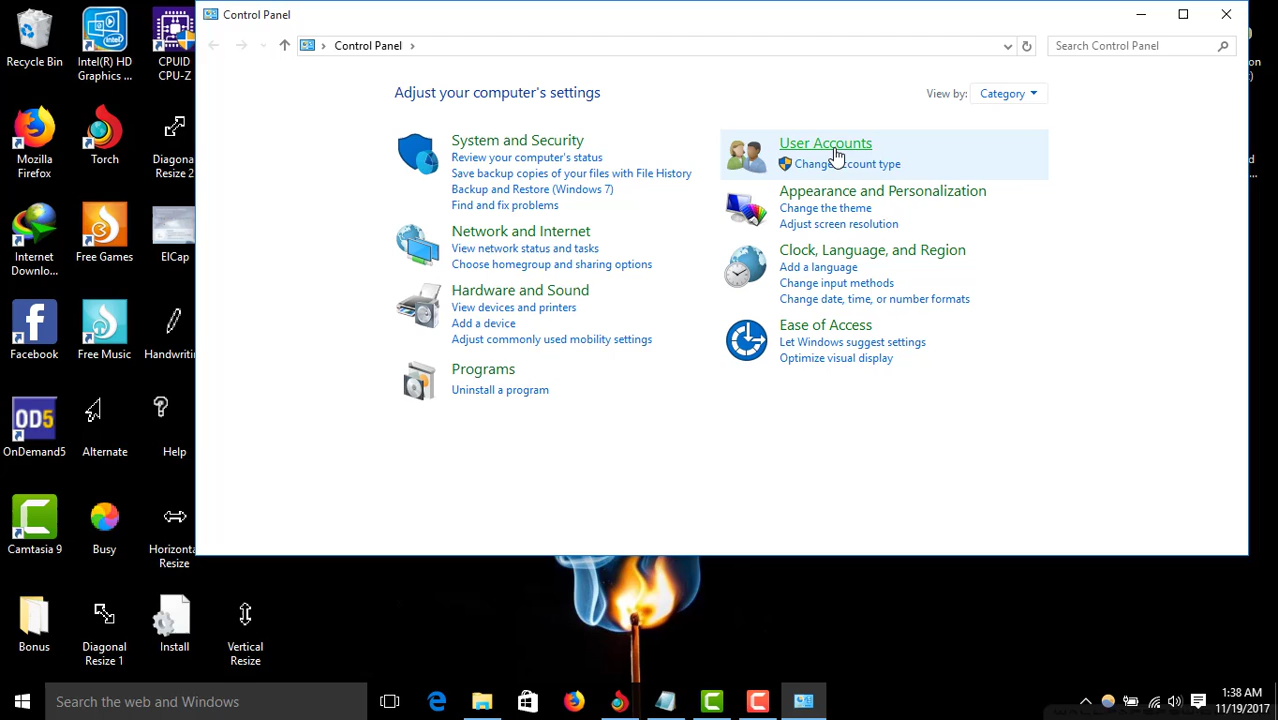 Control Panel
Control Panel
Search Control Panel
Adjust your computer's settings
View by: Category
System and Security
Review your computer's status
Save backup copies of your files with File History
Backup and Restore (Windows 7)
Find and fix problems
Network and Internet
View network status and tasks
Choose homegroup and sharing options
Hardware and Sound
View devices and printers
Add a device
Adjust commonly used mobility settings
Programs
Uninstall a program
User Accounts
Change account type
Appearance and Personalization
Change the theme
Adjust screen resolution
Clock, Language, and Region
Add a language
Change input methods
Change date, time, or number formats
Ease of Access
Let Windows suggest settings
Optimize visual display
Recycle Bin
Intel(R) HD
Graphics ...
CPUID
CPU-Z
Mozilla
Firefox
Torch
Diagona
Resize 2
Internet
Downlo...
Free Games
ElCap
Facebook
Free Music
Handwriti
OD5
OnDemand5
Alternate
Help
Camtasia 9
Busy
Horizonta
Resize
Bonus
Diagonal
Resize 1
Install
Vertical
Resize
Search the web and Windows
1:38 AM
11/19/2017